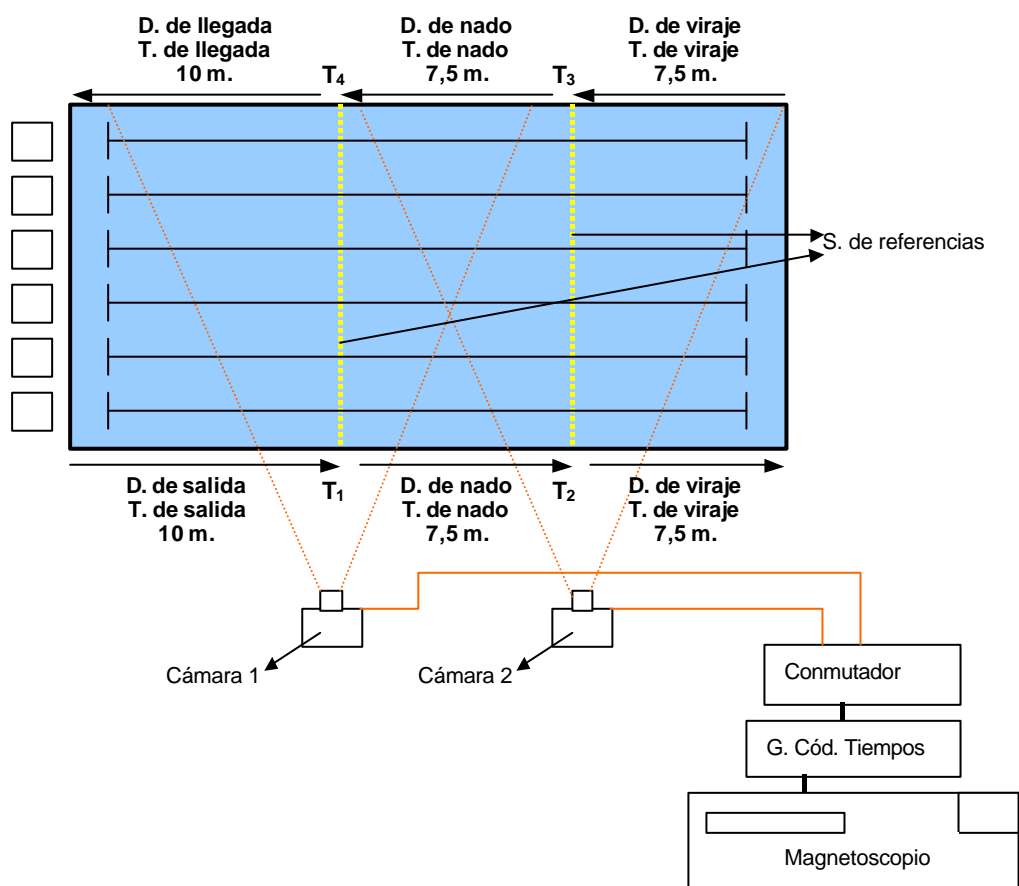 D. de llegada
T. de llegada
10 m.
D. de nado
T. de nado
7,5 m.
D. de viraje
T. de viraje
7,5 m.
T4
T3
S. de referencias
D. de salida
T. de salida
10 m.
T1
D. de nado
T. de nado
7,5 m.
T2
D. de viraje
T. de viraje
7,5 m.
Cámara 1
Cámara 2
Conmutador
G. Cód. Tiempos
Magnetoscopio